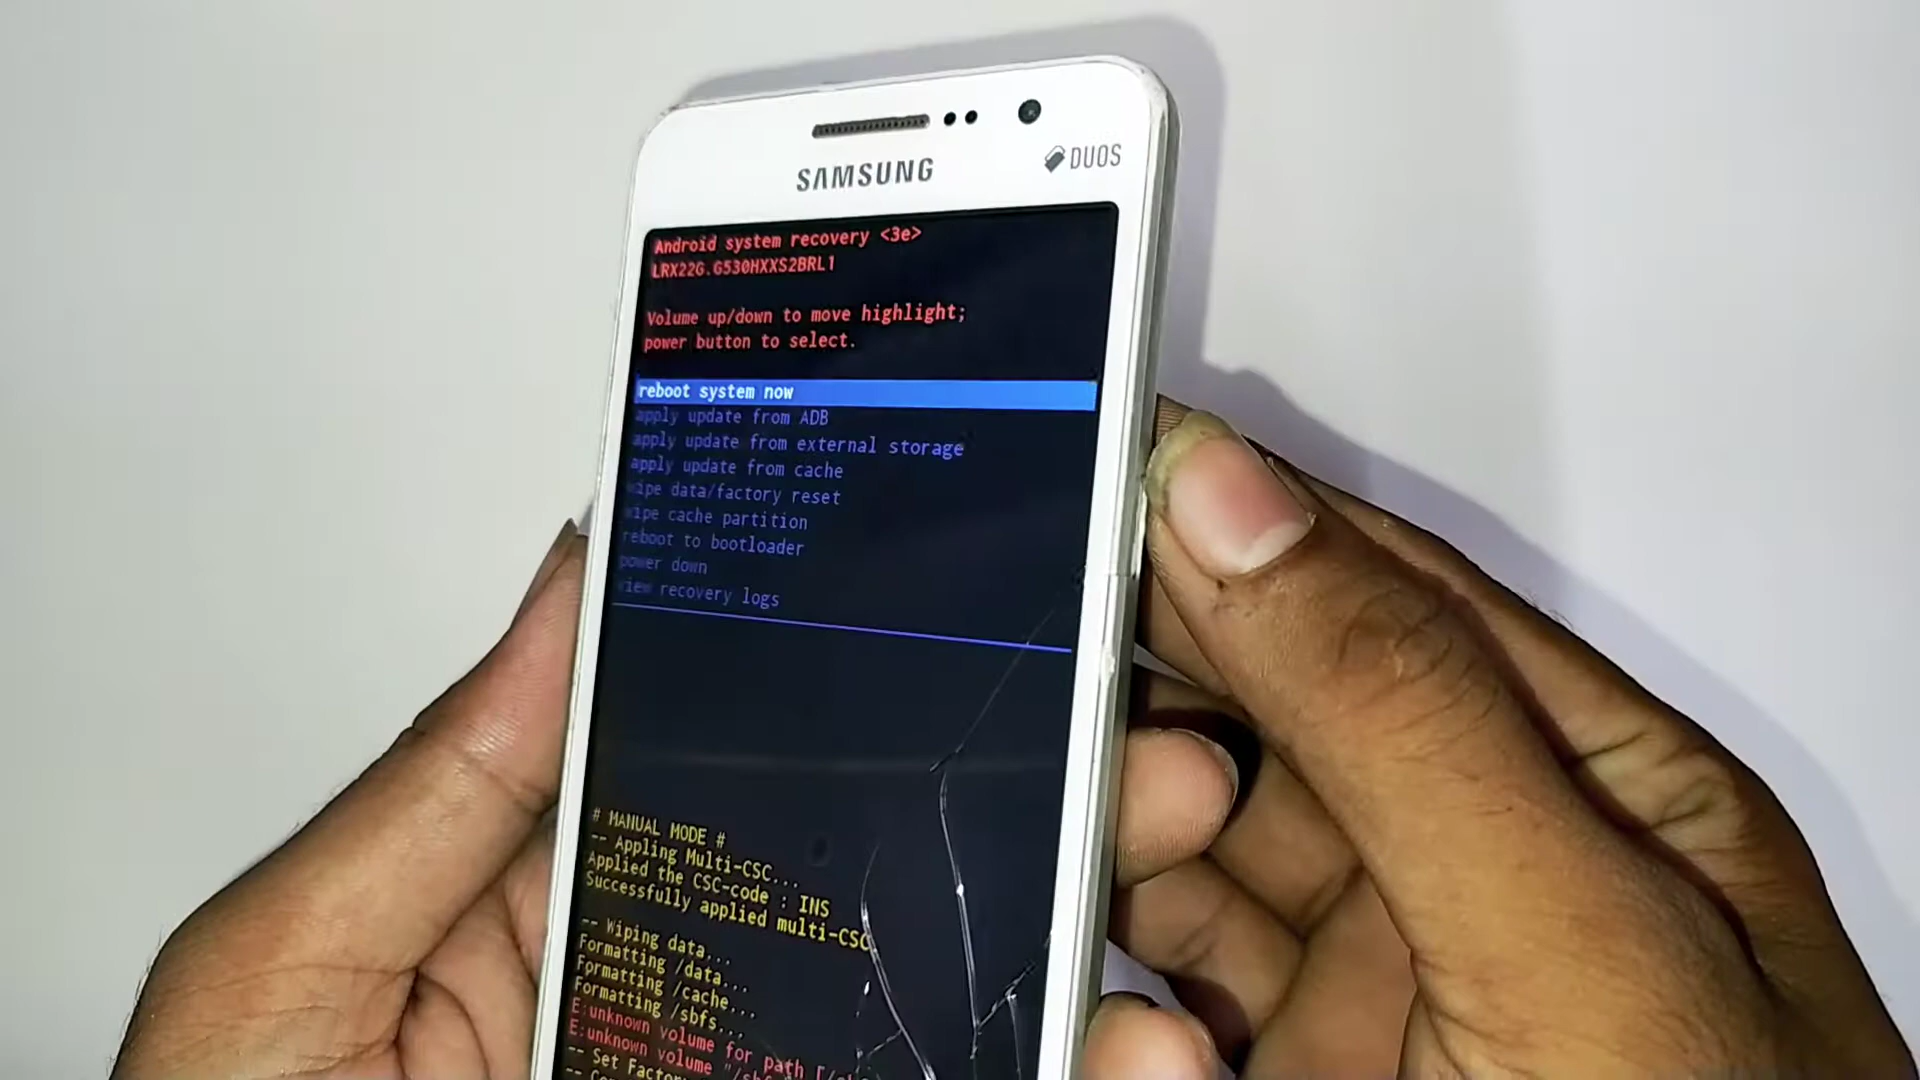 SAMSUNG
DUOS
Android system recovery <3e>
LRX22G.G530HXXS2BRL1
Volume up/down to move highlight;
power button to select.
reboot system now
apply update from ADB
apply update from external storage
apply update from cache
wipe data/factory reset
wipe cache partition
reboot to bootloader
power down
view recovery logs
# MANUAL MODE #
-- Appling Multi-CSC...
Applied the CSC-code : INS
Successfully applied multi-CSC
-- Wiping data...
Formatting /data...
Formatting /cache...
Formatting /sbfs...
E:unknown volume for path
E:unknown volume
-- Set